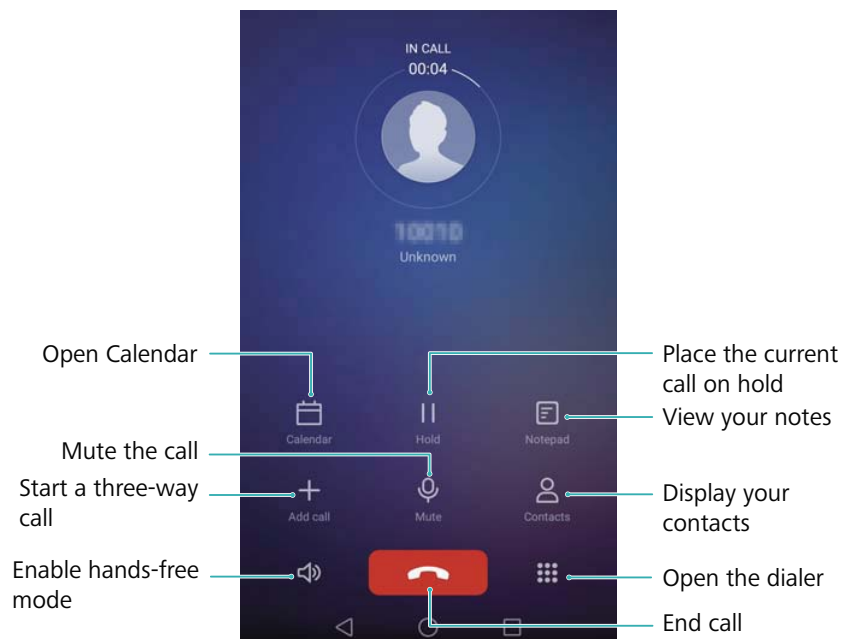 IN CALL
00:04
Unknown
Open Calendar
Place the current
call on hold
View your notes
Calendar
Hold
Notepad
Mute the call
Start a three-way
call
Display your
contacts
Add call
Mute
Contacts
Enable hands-free
mode
Open the dialer
End call